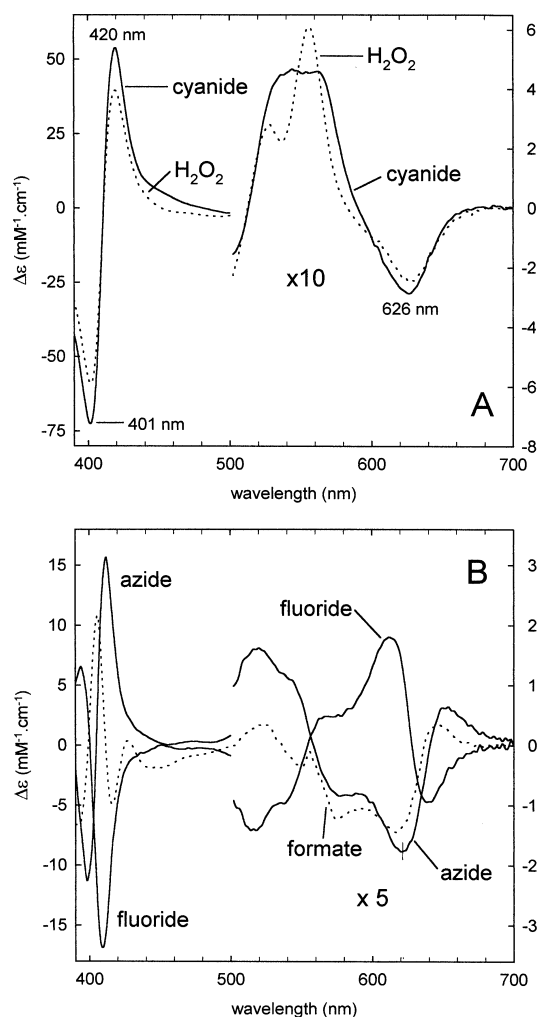 420 nm
cyanide
H2O2
H2O2
cyanide
x10
626 nm
401 nm
A
50
25
0
-25
-50
-75
6
4
2
0
-2
-4
-6
-8
Δε (mM-1.cm-1)
400
500
600
700
wavelength (nm)
B
azide
fluoride
formate
azide
fluoride
x 5
15
10
5
0
-5
-10
-15
3
2
1
0
-1
-2
-3
Δε (mM-1.cm-1)
400
500
600
700
wavelength (nm)